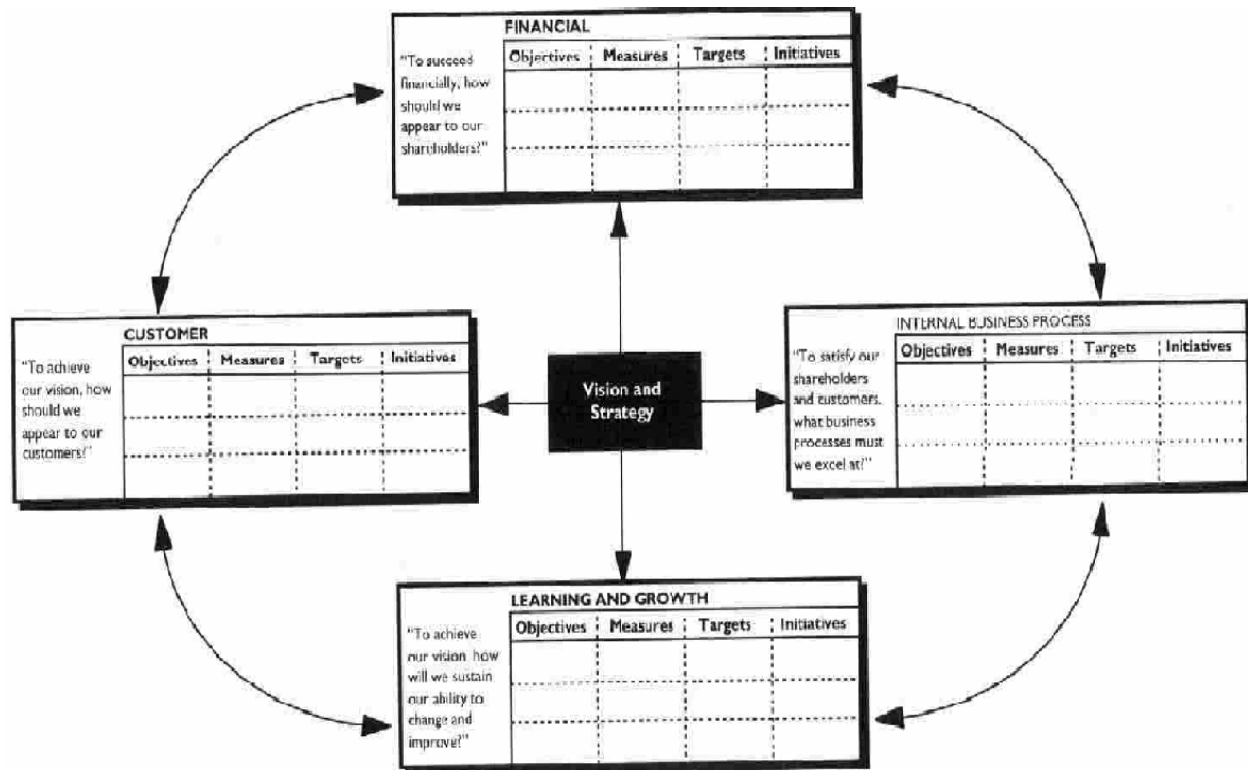 FINANCIAL
Objectives Measures Targets Initiatives
"To succeed
financially, how
should we
appear to our
shareholders?"
CUSTOMER
Objectives Measures Targets Initiatives
"To achieve
our vision, how
should we
appear to our
customers?"
Vision and
Strategy
INTERNAL BUSINESS PROCESS
Objectives Measures Targets Initiatives
"To satisfy our
shareholders
and customers,
what business
processes must
we excel at?"
LEARNING AND GROWTH
Objectives Measures Targets Initiatives
"To achieve
our vision, how
will we sustain
our ability to
change and
improve?"